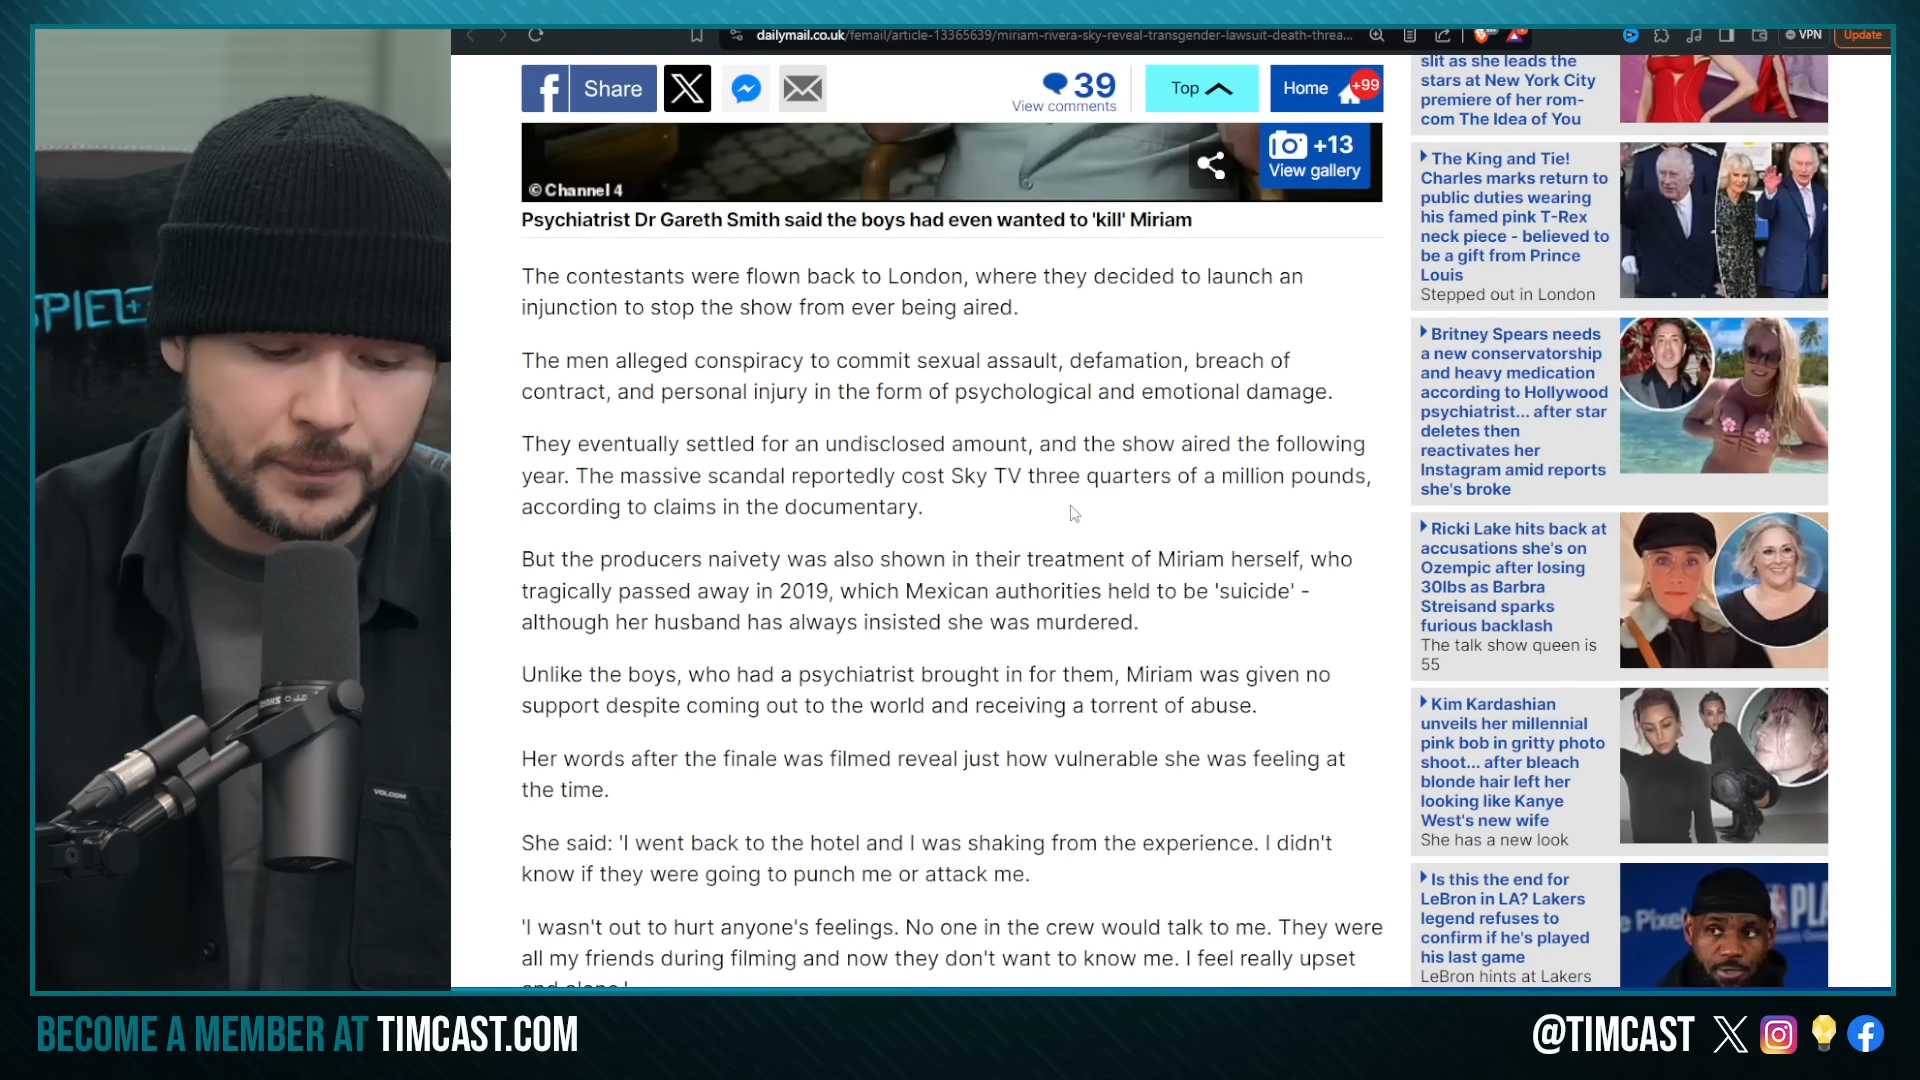 dailymail.co.uk/femail/article-13365639/miriam-rivera-sky-reveal-transgender-lawsuit-death-threa...
VPN
Update
Share
39
View comments
Top
Home
+99
© Channel 4
+13
View gallery
Psychiatrist Dr Gareth Smith said the boys had even wanted to 'kill' Miriam
The contestants were flown back to London, where they decided to launch an
injunction to stop the show from ever being aired.
The men alleged conspiracy to commit sexual assault, defamation, breach of
contract, and personal injury in the form of psychological and emotional damage.
They eventually settled for an undisclosed amount, and the show aired the following
year. The massive scandal reportedly cost Sky TV three quarters of a million pounds,
according to claims in the documentary.
But the producers naivety was also shown in their treatment of Miriam herself, who
tragically passed away in 2019, which Mexican authorities held to be 'suicide' -
although her husband has always insisted she was murdered.
Unlike the boys, who had a psychiatrist brought in for them, Miriam was given no
support despite coming out to the world and receiving a torrent of abuse.
Her words after the finale was filmed reveal just how vulnerable she was feeling at
the time.
She said: 'I went back to the hotel and I was shaking from the experience. I didn't
know if they were going to punch me or attack me.
'I wasn't out to hurt anyone's feelings. No one in the crew would talk to me. They were
all my friends during filming and now they don't want to know me. I feel really upset
slit as she leads the
stars at New York City
premiere of her rom-
com The Idea of You
The King and Tie!
Charles marks return to
public duties wearing
his famed pink T-Rex
neck piece - believed to
be a gift from Prince
Louis
Stepped out in London
Britney Spears needs
a new conservatorship
and heavy medication
according to Hollywood
psychiatrist... after star
deletes then
reactivates her
Instagram amid reports
she's broke
Ricki Lake hits back at
accusations she's on
Ozempic after losing
30lbs as Barbra
Streisand sparks
furious backlash
The talk show queen is
55
Kim Kardashian
unveils her millennial
pink bob in gritty photo
shoot... after bleach
blonde hair left her
looking like Kanye
West's new wife
She has a new look
Is this the end for
LeBron in LA? Lakers
legend refuses to
confirm if he's played
his last game
LeBron hints at Lakers
e Pixel
PL
VOLCOM
BECOME A MEMBER AT TIMCAST.COM
@TIMCAST